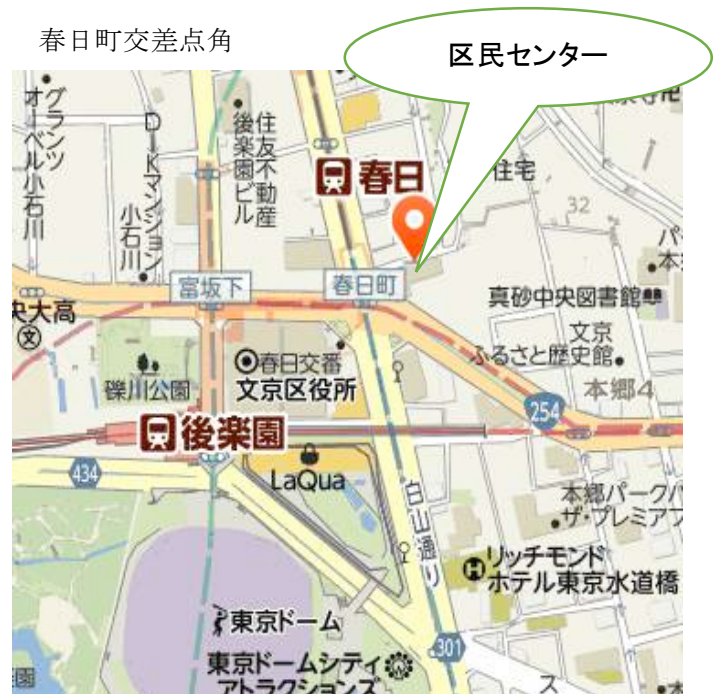 春日町交差点角
区民センター
グランツ
オーベル小石川
D・Kマンション
小石川
住友不動産
後楽園ビル
春日
住宅
32
富坂下
春日町
真砂中央図書館
央大高
文
文京
ふるさと歴史館
春日交番
文京区役所
礫川公園
本郷4
254
後楽園
434
LaQua
白山通り
本郷パーク
ザ・プレミア
リッチモンド
ホテル東京水道橋
東京ドーム
301
東京ドームシティ
アトラクションズ
園
ス